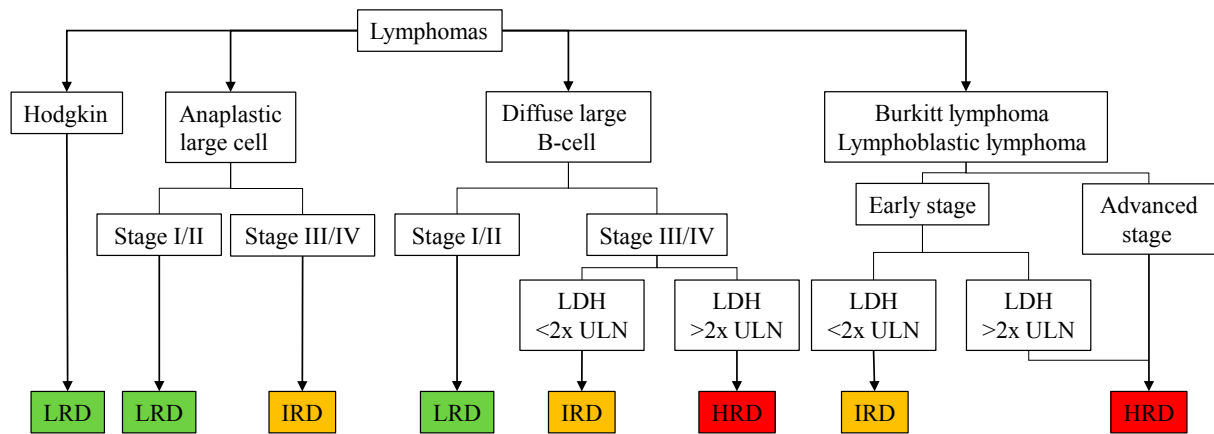 Lymphomas
Hodgkin
Anaplastic
large cell
Diffuse large
B-cell
Burkitt lymphoma
Lymphoblastic lymphoma
Stage I/II
Stage III/IV
Stage I/II
Stage III/IV
Early stage
Advanced
stage
LDH
<2x ULN
LDH
>2x ULN
LDH
<2x ULN
LDH
>2x ULN
LRD
LRD
IRD
LRD
IRD
HRD
IRD
HRD